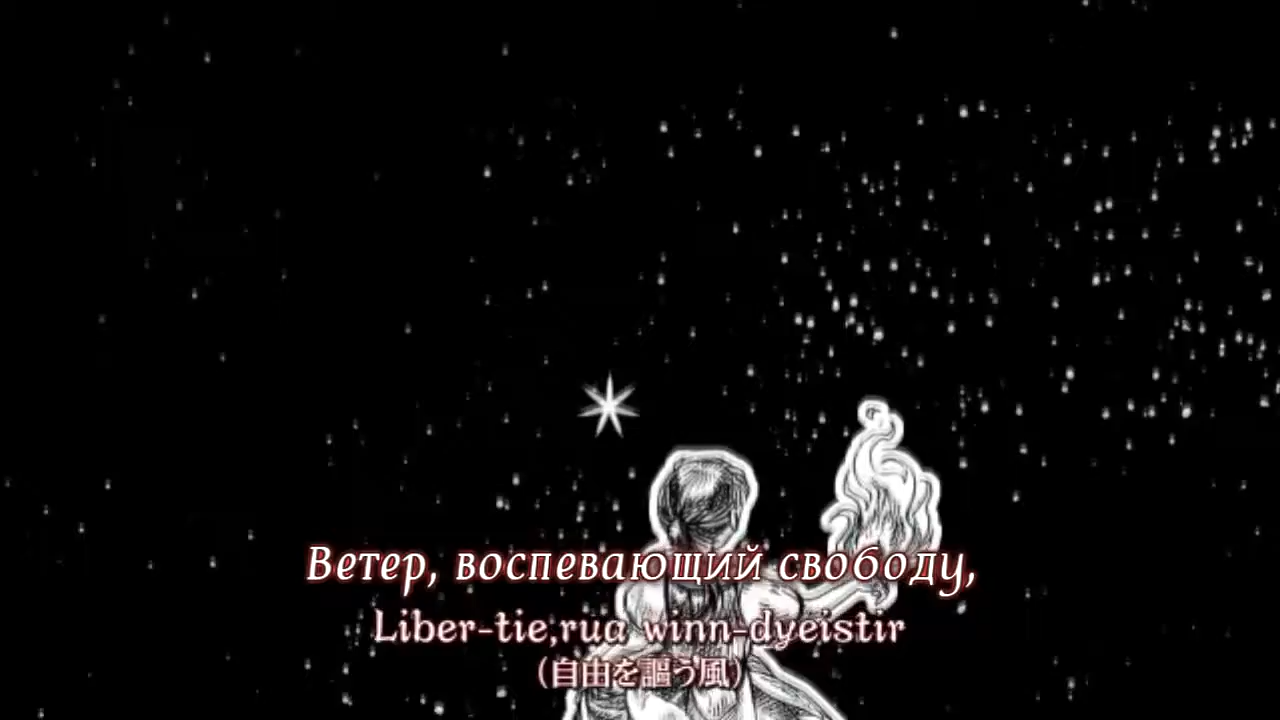 Ветер, воспевающий свободу,
Liber-tie,rua winn-dyeistir
(自由を謳う風)